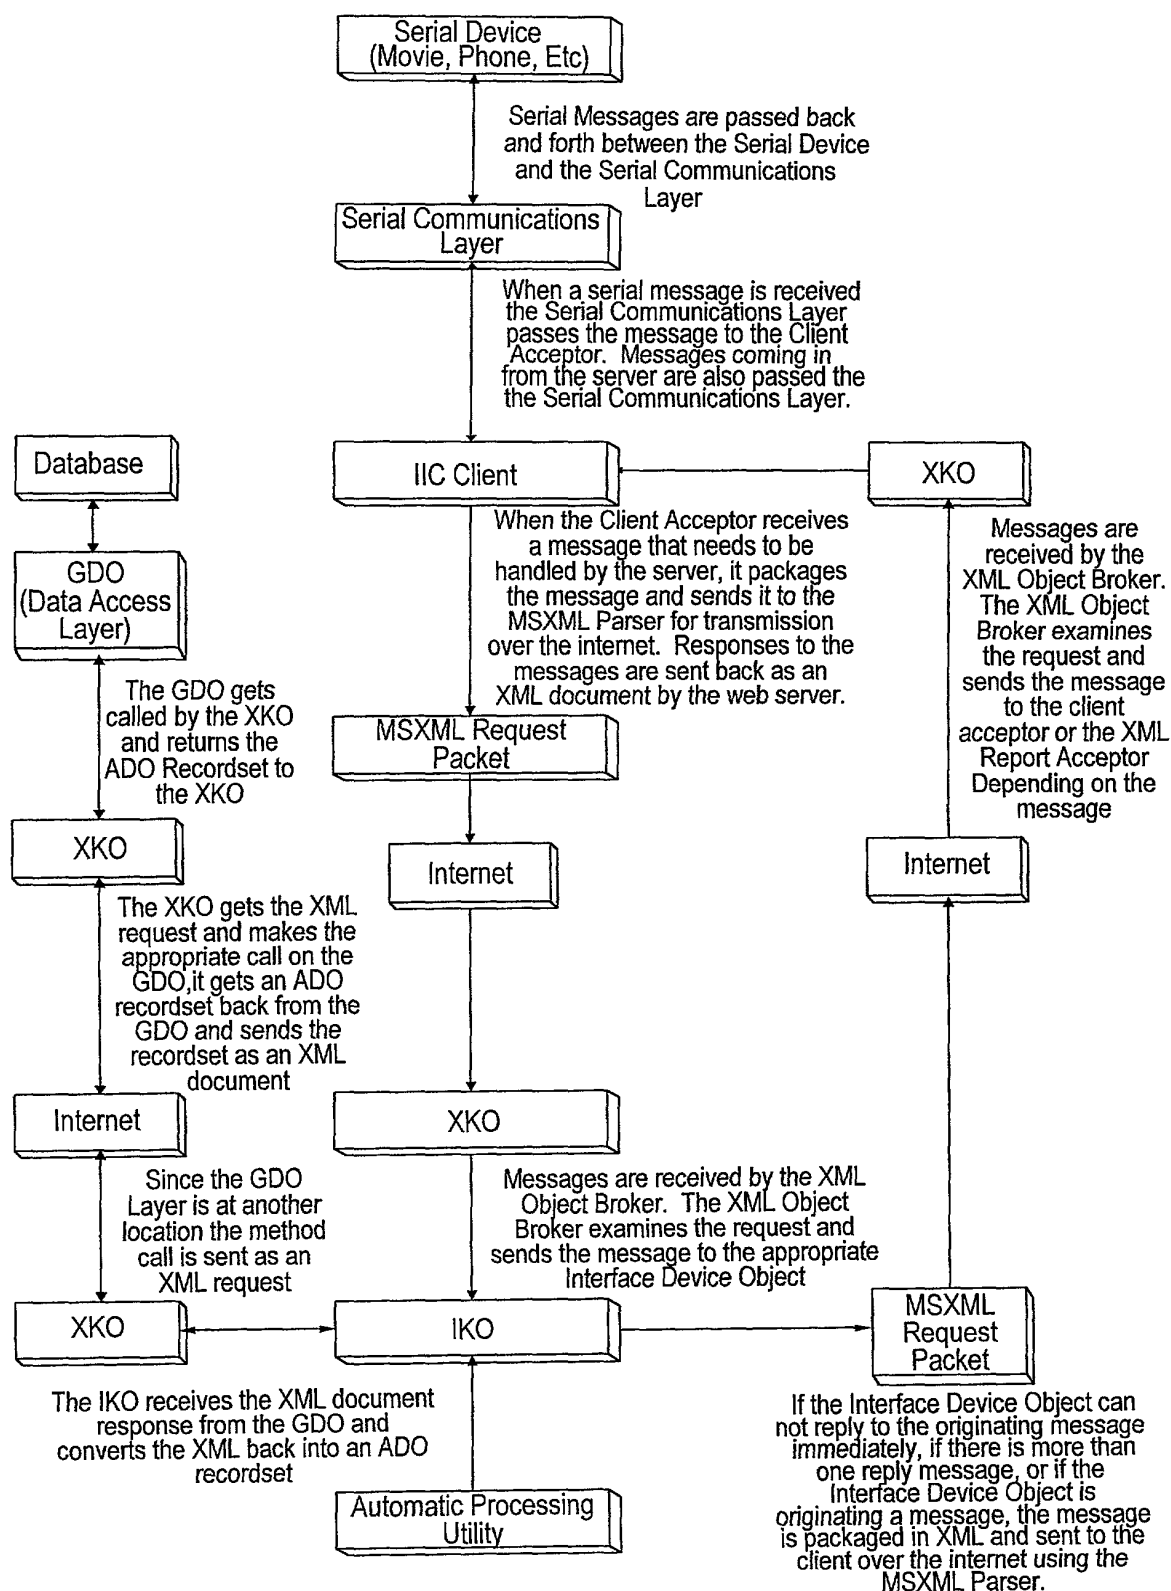 Serial Device
(Movie, Phone, Etc)
Serial Messages are passed back
and forth between the Serial Device
and the Serial Communications
Layer
Serial Communications
Layer
When a serial message is received
the Serial Communications Layer
passes the message to the Client
Acceptor. Messages coming in
from the server are also passed the
the Serial Communications Layer.
Database
IIC Client
XKO
When the Client Acceptor receives
a message that needs to be
handled by the server, it packages
the message and sends it to the
MSXML Parser for transmission
over the internet. Responses to the
messages are sent back as an
XML document by the web server.
Messages are
received by the
XML Object Broker.
The XML Object
Broker examines
the request and
sends the message
to the client
acceptor or the XML
Report Acceptor
Depending on the
message
GDO
(Data Access
Layer)
The GDO gets
called by the XKO
and returns the
ADO Recordset to
the XKO
MSXML Request
Packet
XKO
Internet
Internet
The XKO gets the XML
request and makes the
appropriate call on the
GDO,it gets an ADO
recordset back from the
GDO and sends the
recordset as an XML
document
Internet
XKO
Since the GDO
Layer is at another
location the method
call is sent as an
XML request
Messages are received by the XML
Object Broker. The XML Object
Broker examines the request and
sends the message to the appropriate
Interface Device Object
XKO
IKO
MSXML
Request
Packet
The IKO receives the XML document
response from the GDO and
converts the XML back into an ADO
recordset
If the Interface Device Object can
not reply to the originating message
immediately, if there is more than
one reply message, or if the
Interface Device Object is
originating a message, the message
is packaged in XML and sent to the
client over the internet using the
MSXML Parser.
Automatic Processing
Utility